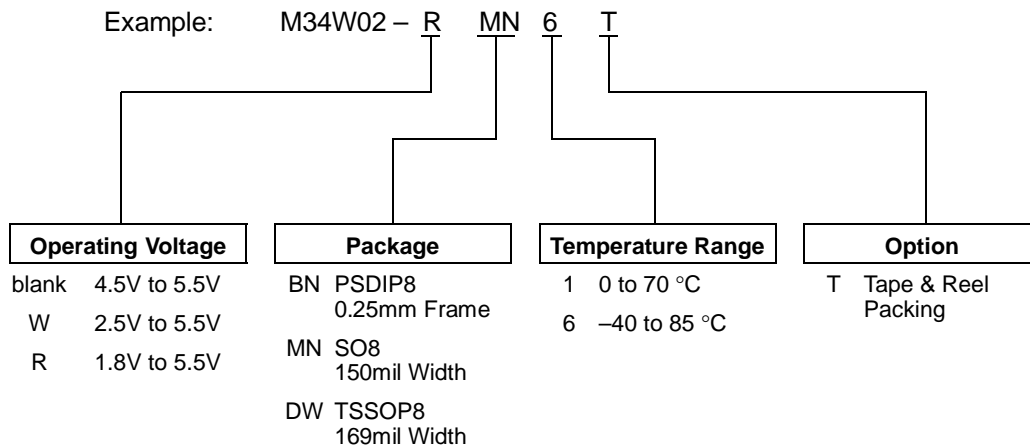 Example: M34W02 – R MN 6 T
Operating Voltage
blank 4.5V to 5.5V
W 2.5V to 5.5V
R 1.8V to 5.5V
Package
BN PSDIP8
0.25mm Frame
MN SO8
150mil Width
DW TSSOP8
169mil Width
Temperature Range
1 0 to 70 °C
6 –40 to 85 °C
Option
T Tape & Reel
Packing